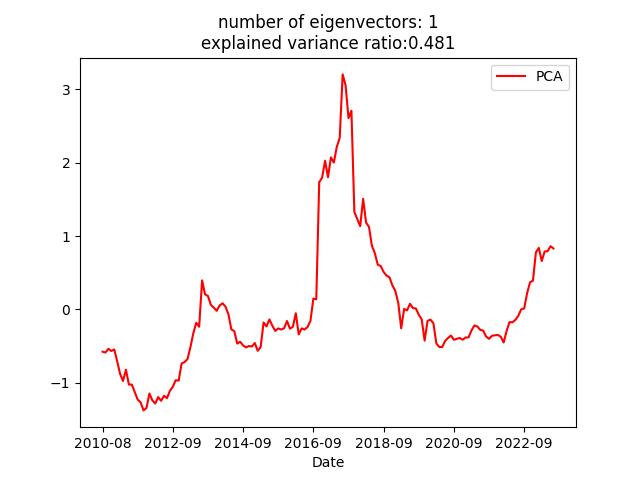 number of eigenvectors: 1
explained variance ratio:0.481
PCA
3
2
1
0
−1
2010-08 2012-09 2014-09 2016-09 2018-09 2020-09 2022-09
Date